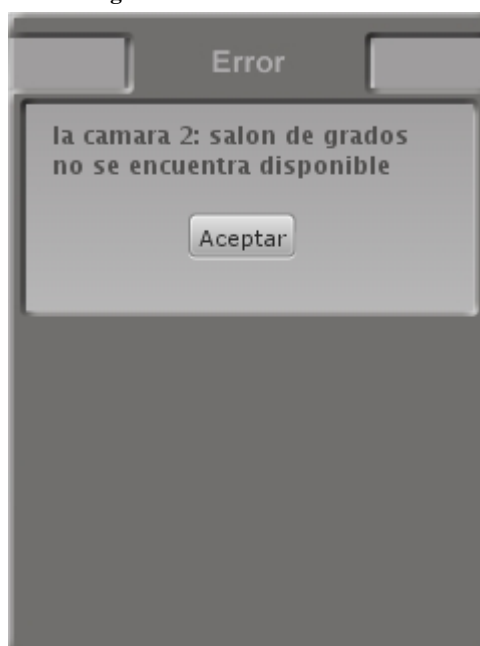 Error
la camara 2: salon de grados
no se encuentra disponible
Aceptar